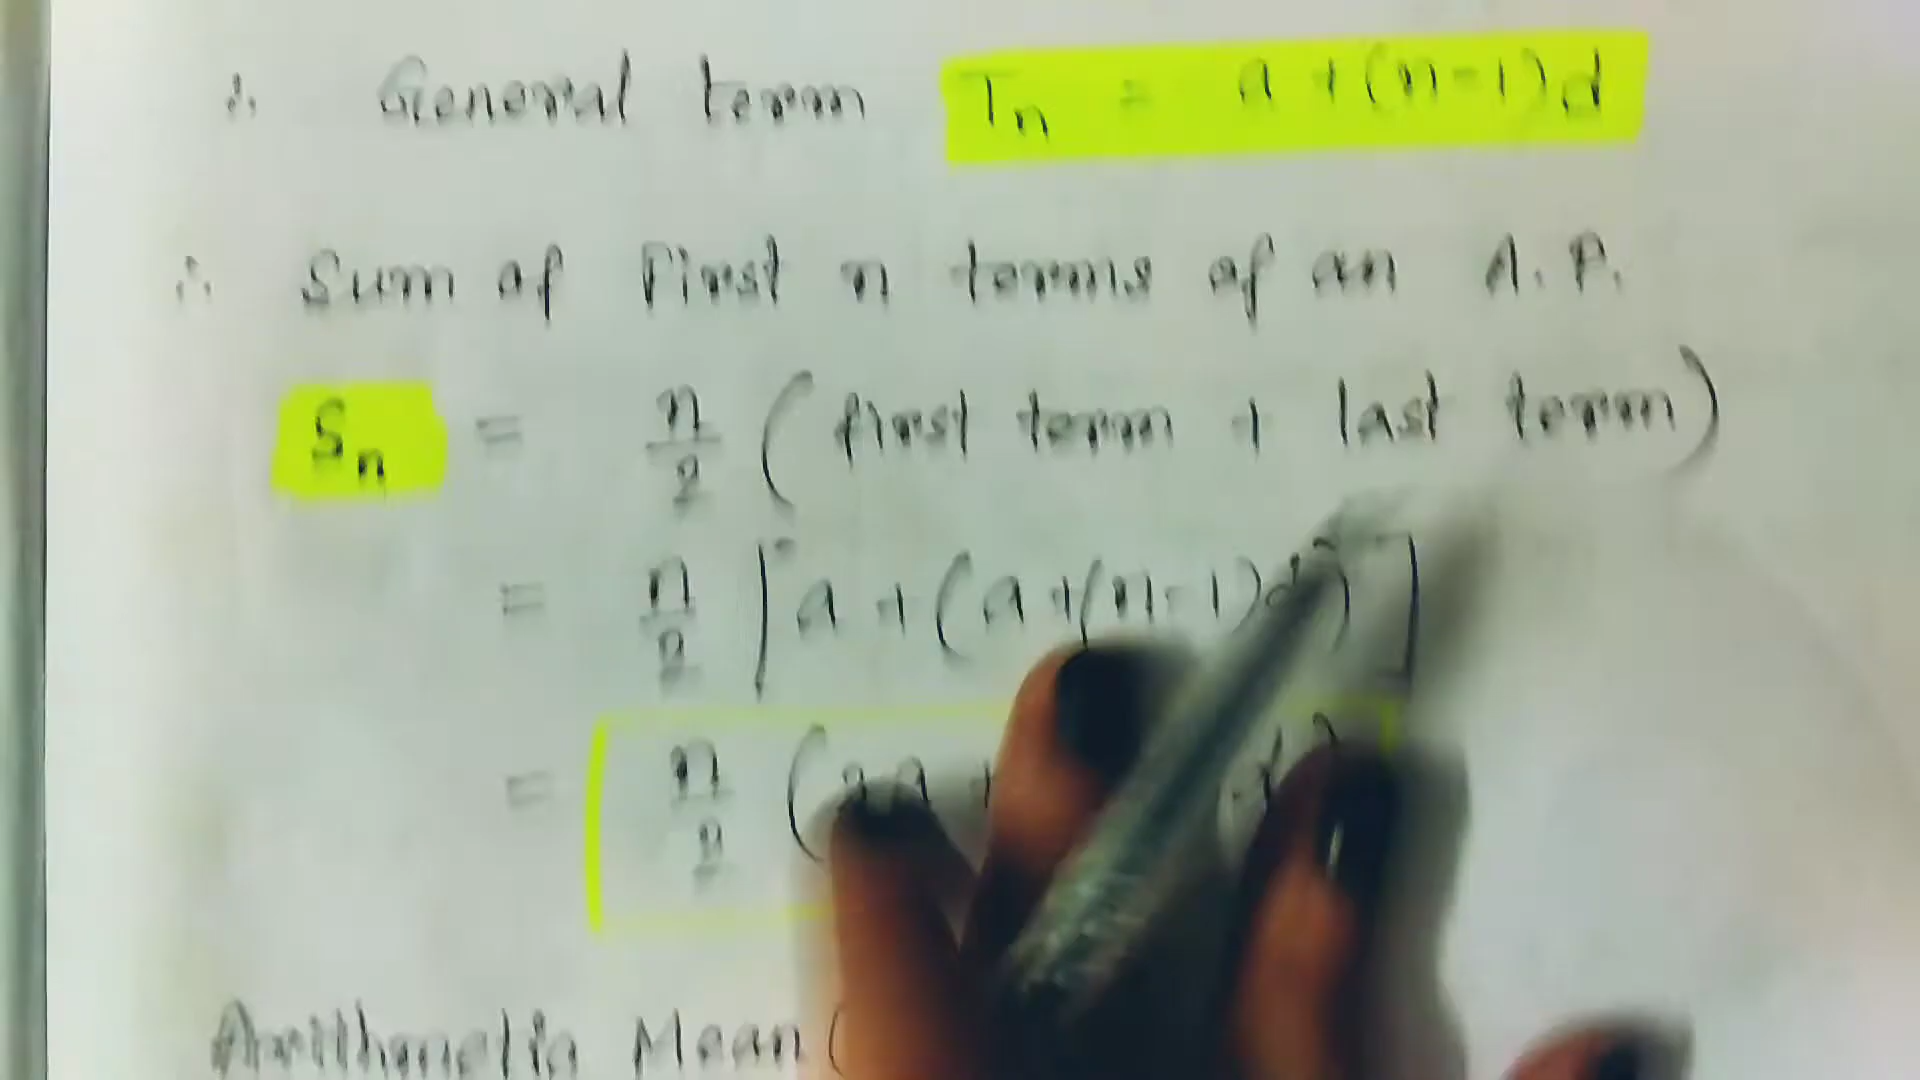 ∴ General term Tn = a + (n-1)d
∴ Sum of First n terms of an A.P.
Sn = n/2 (first term + last term)
= n/2 [a + (a+(n-1)d)]
= n/2 (2a +
Arithmetic Mean (